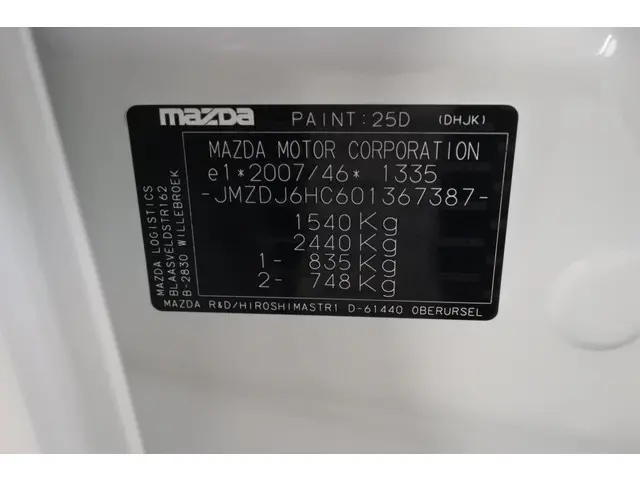 mazda PAINT:25D (DHJK)
MAZDA MOTOR CORPORATION
e1*2007/46* 1335
-JMZDJ6HC601367387-
1540Kg
2440Kg
1- 835Kg
2- 748Kg
MAZDA R&D/HIROSHIMASTR1 D-61440 OBERURSEL
MAZDA LOGISTICS
BLAASVELDSTR162
B-2830 WILLEBROEK